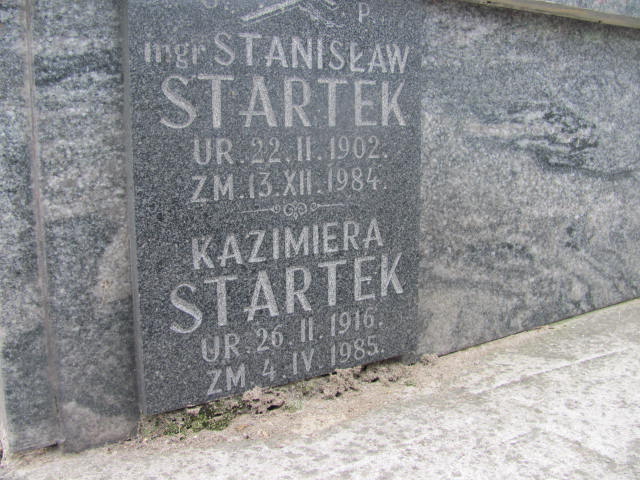 P.
mgr STANISŁAW
STARTEK
UR. 22. II. 1902.
ZM. 13. XII. 1984.
KAZIMIERA
STARTEK
UR. 26. II. 1916.
ZM. 4. IV 1985.